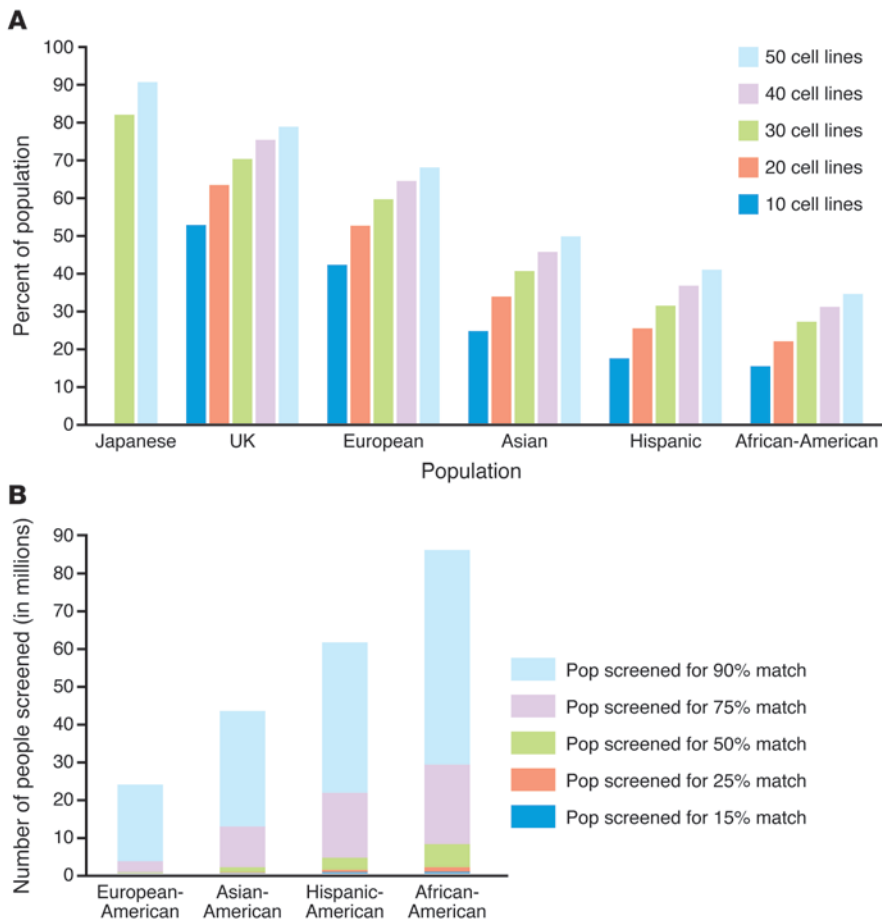 A
Percent of population
100
90
80
70
60
50
40
30
20
10
0
50 cell lines
40 cell lines
30 cell lines
20 cell lines
10 cell lines
Japanese UK European Asian Hispanic African-American
Population
B
Number of people screened (in millions)
90
80
70
60
50
40
30
20
10
0
Pop screened for 90% match
Pop screened for 75% match
Pop screened for 50% match
Pop screened for 25% match
Pop screened for 15% match
European- Asian- Hispanic- African-
American American American American